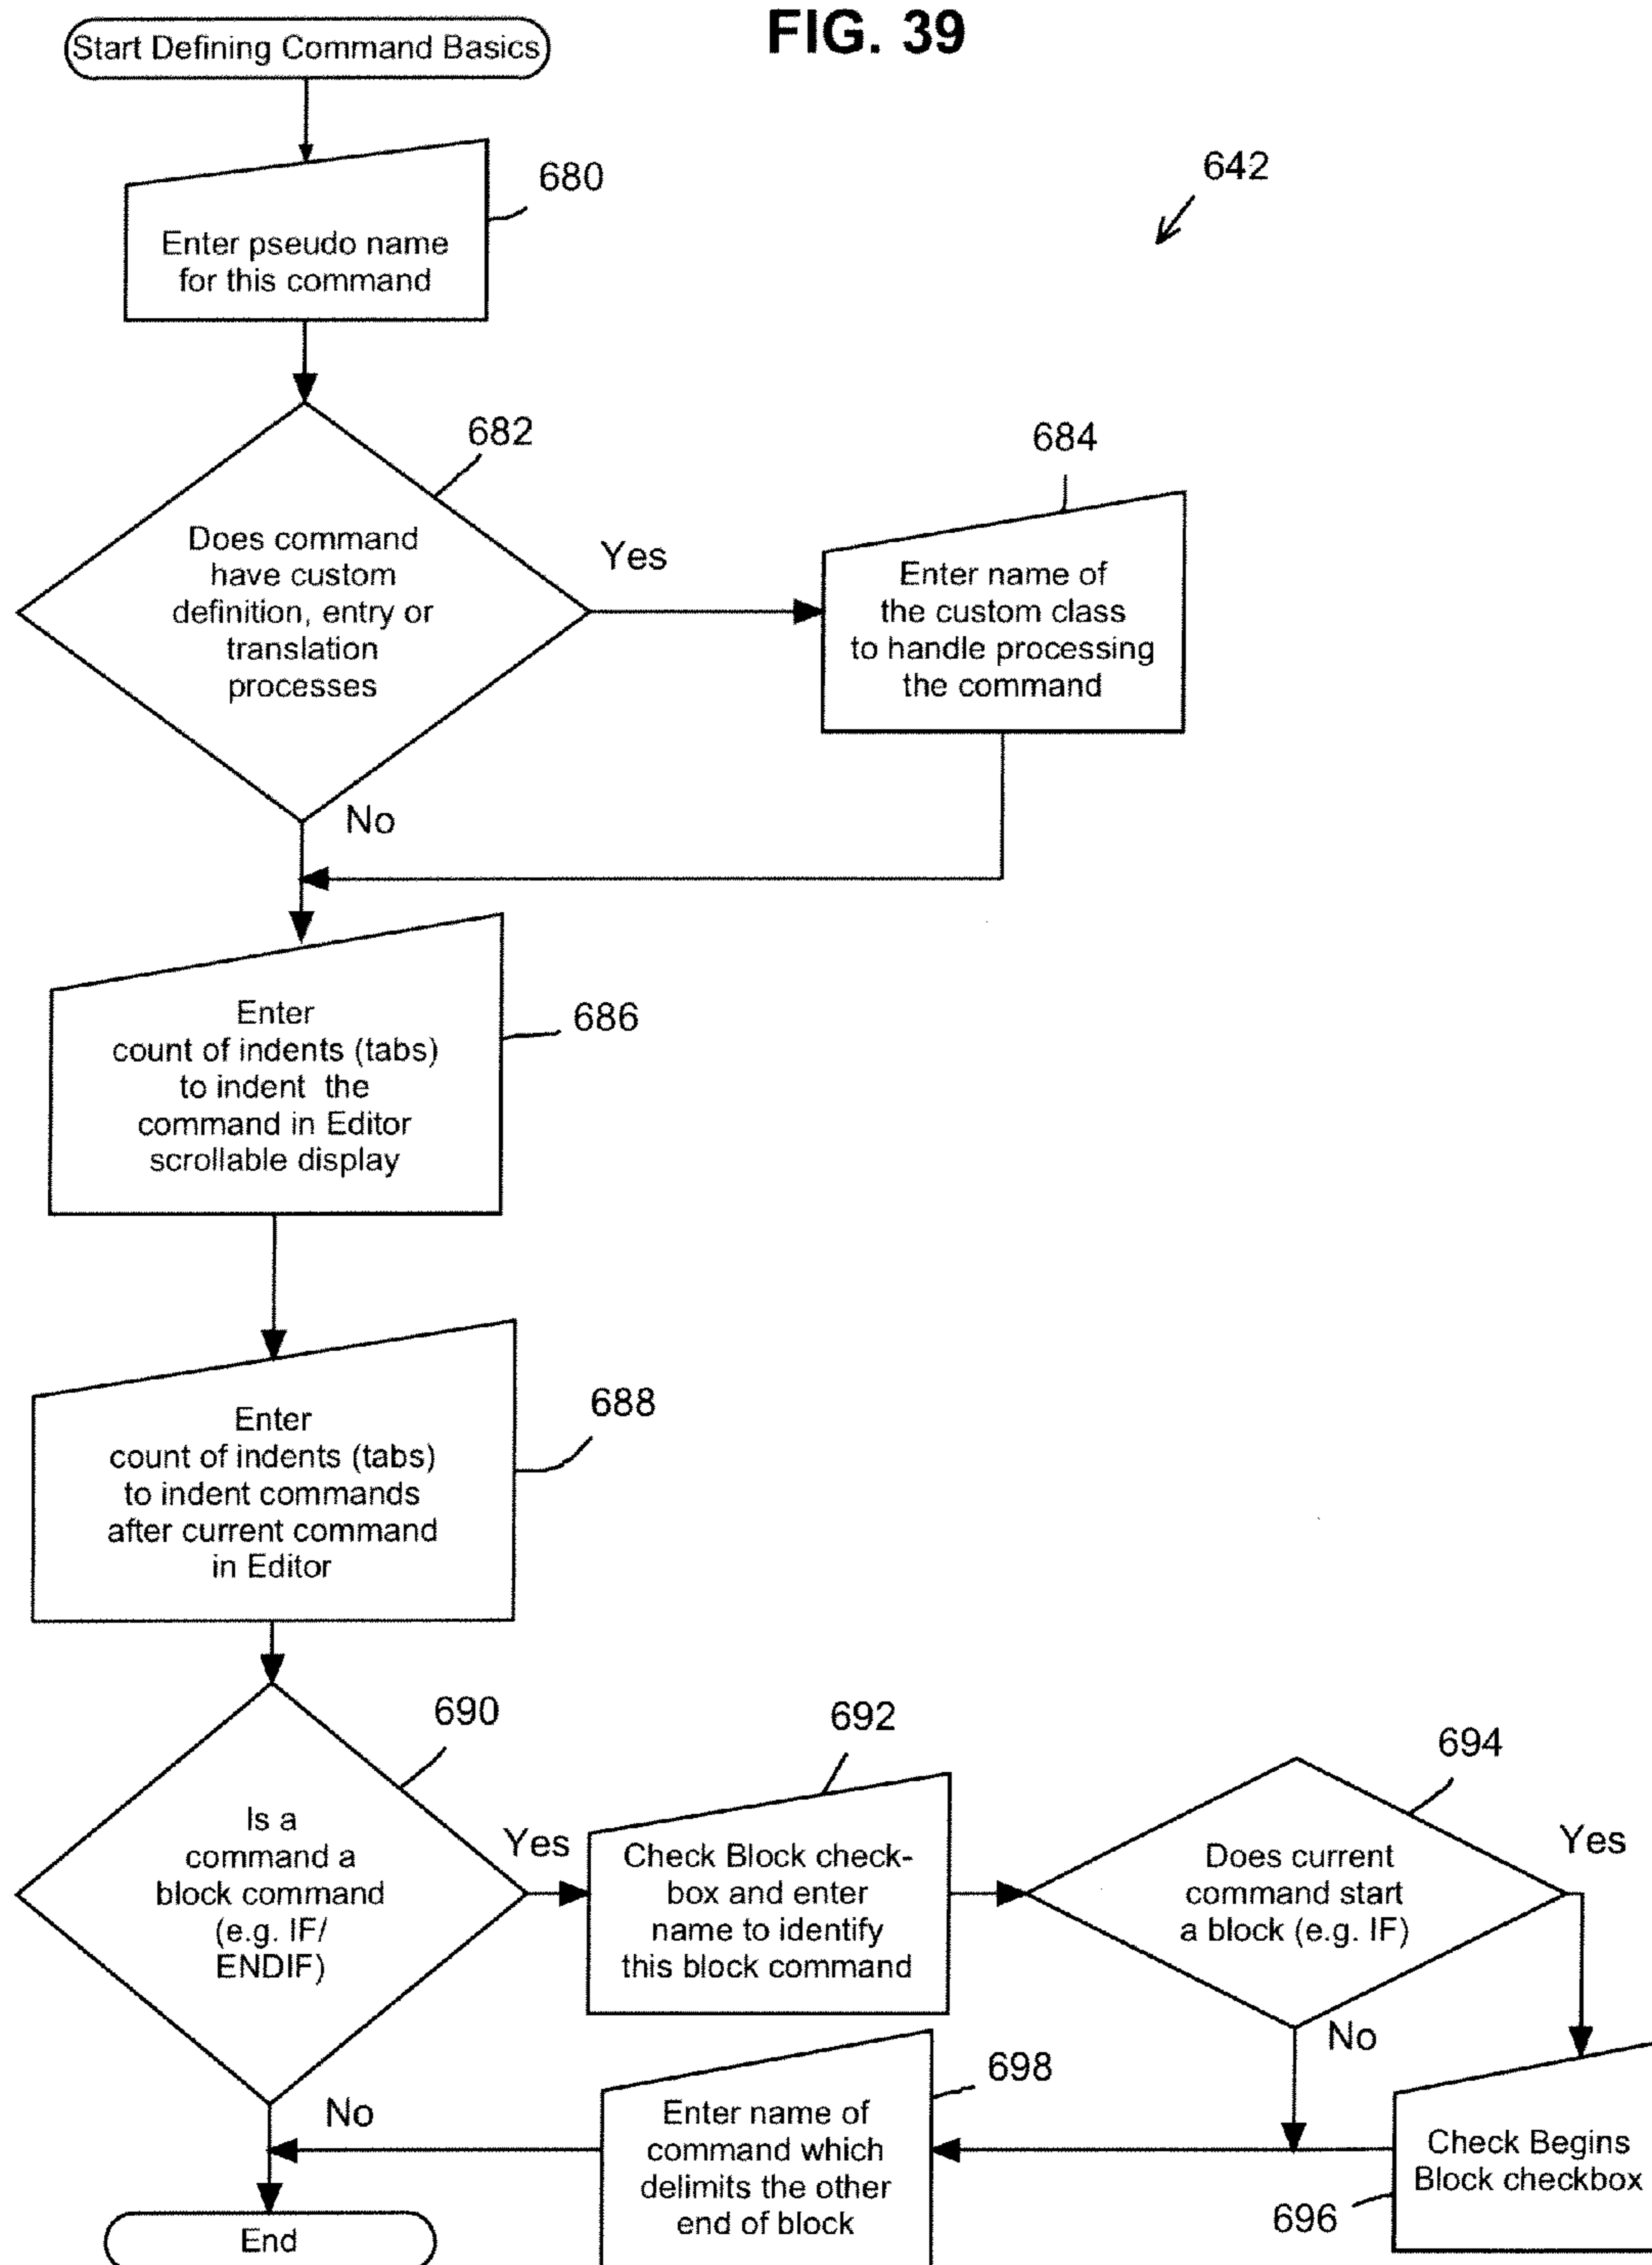 FIG. 39
Start Defining Command Basics
642
680
Enter pseudo name
for this command
682
Does command
have custom
definition, entry or
translation
processes
Yes
684
Enter name of
the custom class
to handle processing
the command
No
686
Enter
count of indents (tabs)
to indent the
command in Editor
scrollable display
688
Enter
count of indents (tabs)
to indent commands
after current command
in Editor
690
Is a
command a
block command
(e.g. IF/
ENDIF)
Yes
692
Check Block check-
box and enter
name to identify
this block command
694
Does current
command start
a block (e.g. IF)
Yes
No
696
Check Begins
Block checkbox
698
Enter name of
command which
delimits the other
end of block
No
End